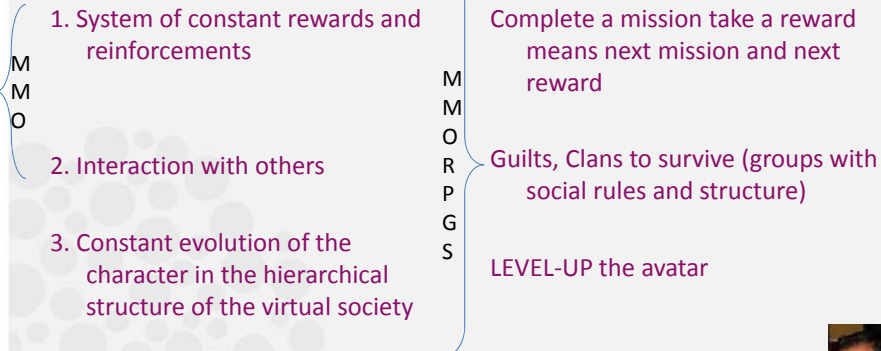 M
M
O
1. System of constant rewards and
reinforcements
2. Interaction with others
3. Constant evolution of the
character in the hierarchical
structure of the virtual society
M
M
O
R
P
G
S
Complete a mission take a reward
means next mission and next
reward
Guilts, Clans to survive (groups with
social rules and structure)
LEVEL-UP the avatar